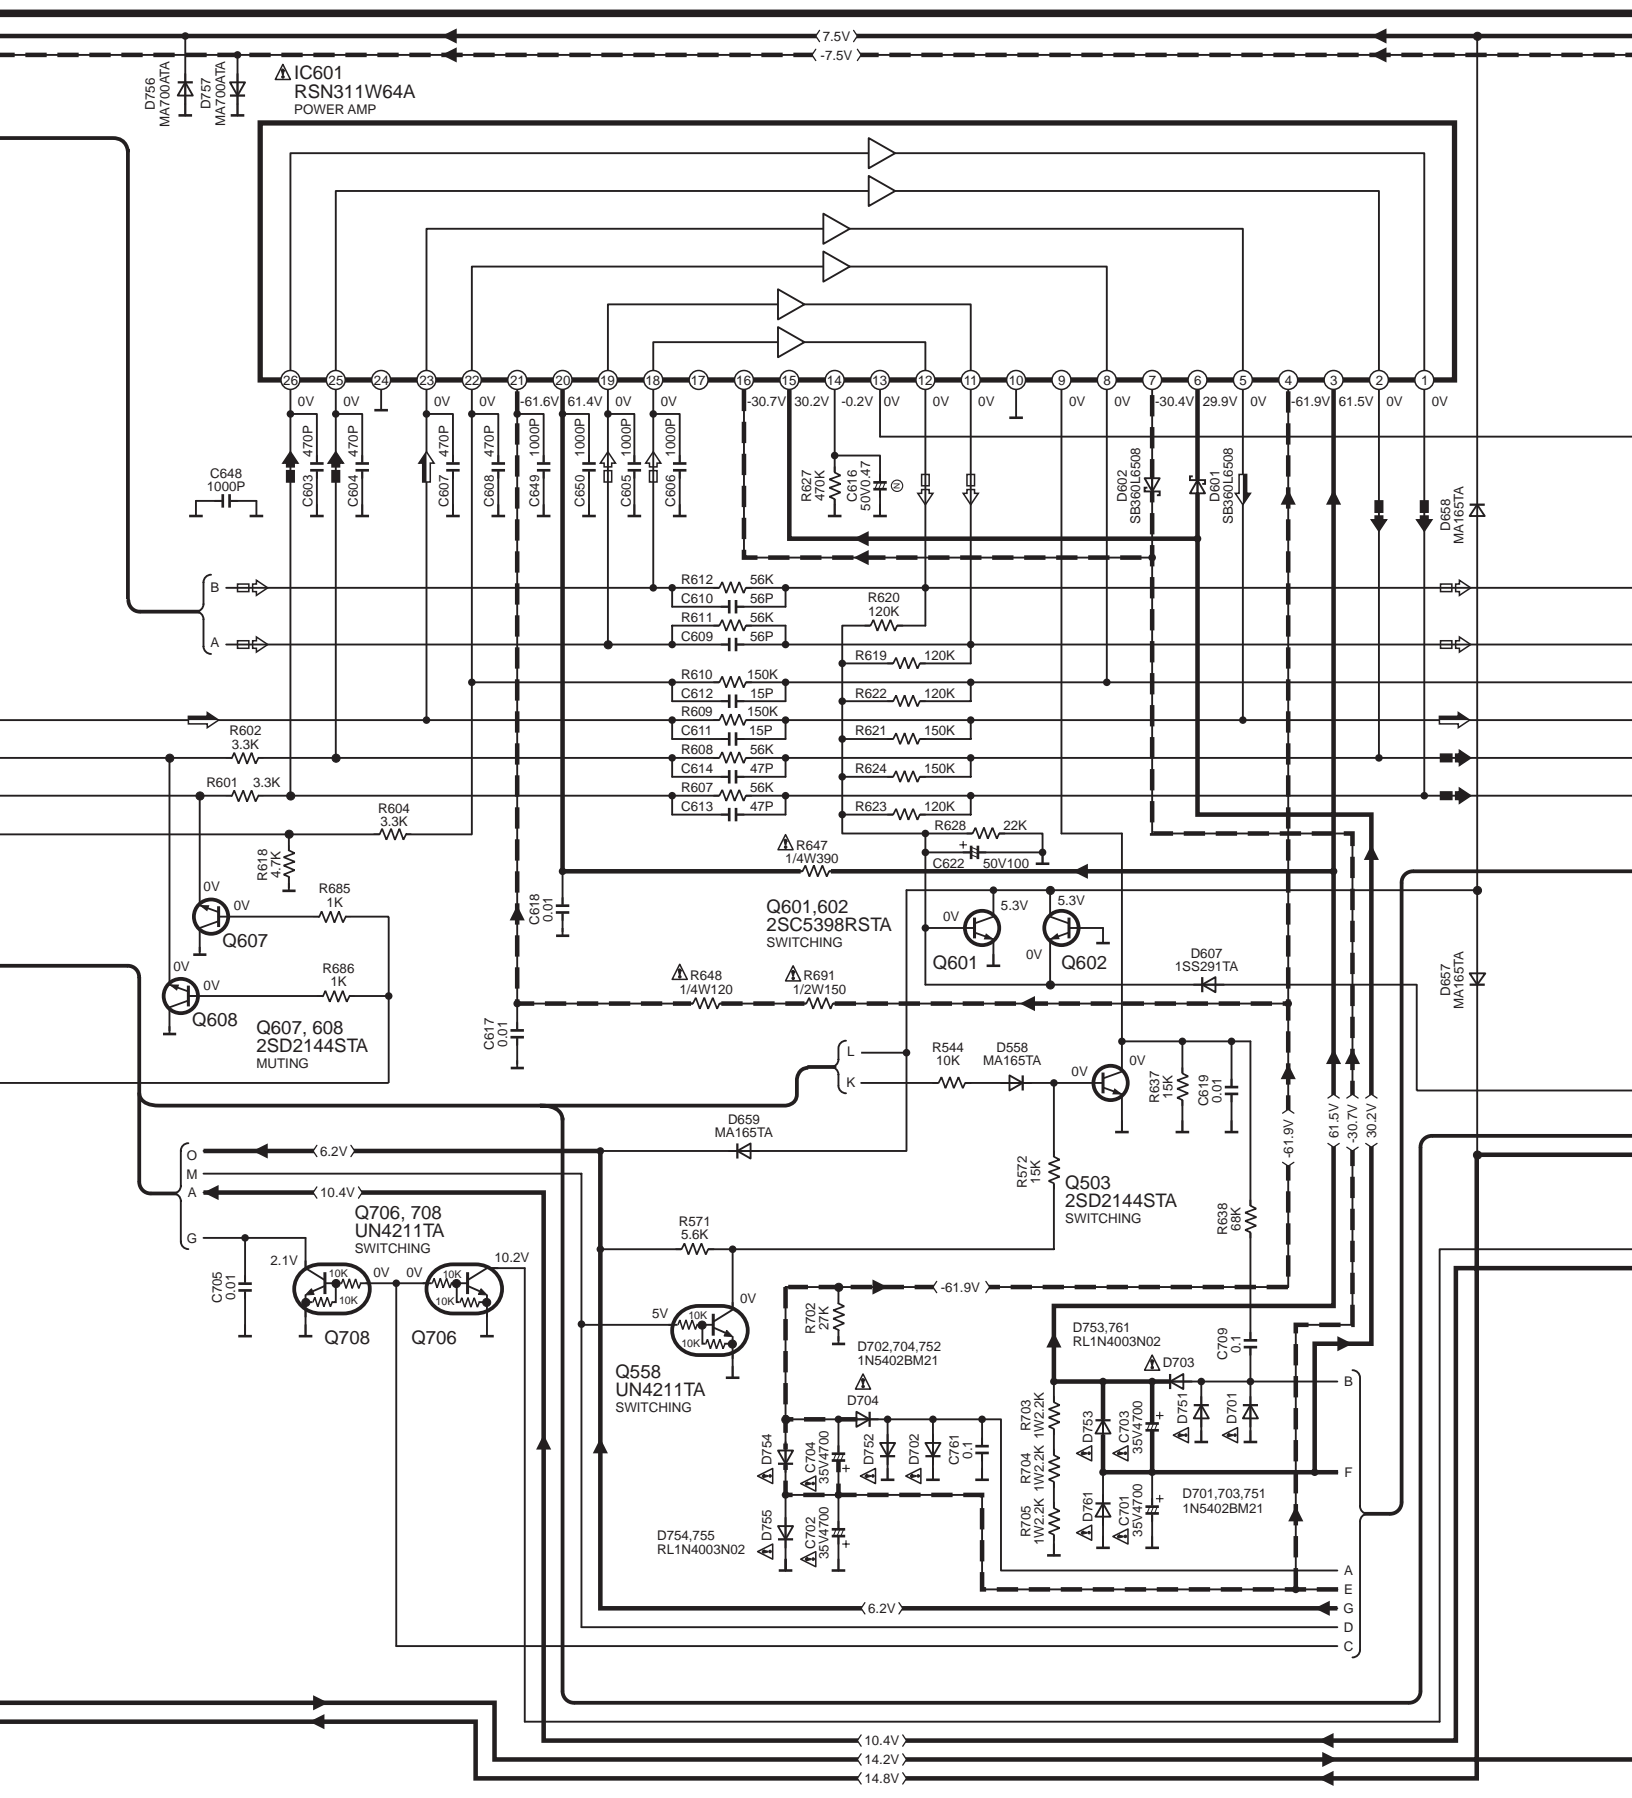 7.5V
-7.5V
D756
MA700ATA
D757
MA700ATA
IC601
RSN311W64A
POWER AMP
26 25 24 23 22 21 20 19 18 17 16 15 14 13 12 11 10 9 8 7 6 5 4 3 2 1
0V 0V 0V 0V -61.6V 61.4V 0V 0V -30.7V 30.2V -0.2V 0V 0V 0V 0V 0V -30.4V 29.9V 0V -61.9V 61.5V 0V 0V
C648
1000P
C603 470P
C604 470P
C607 470P
C608 470P
C649 1000P
C650 1000P
C605 1000P
C606 1000P
R627
470K
C616
50V0.47
N
D602
SB360L6508
D601
SB360L6508
D658
MA165TA
B
R612 56K
C610 56P
R611 56K
A
C609 56P
R620
120K
R619 120K
R610 150K
C612 15P
R622 120K
R609 150K
C611 15P
R621 150K
R602
3.3K
R608 56K
C614 47P
R624 150K
R601 3.3K
R607 56K
C613 47P
R623 120K
R604
3.3K
R618
4.7K
R628 22K
C622 + 50V100
R647
1/4W390
0V
0V
Q607
R685
1K
C618
0.01
Q601,602
2SC5398RSTA
SWITCHING
0V 5.3V
Q601
5.3V
0V
Q602
D607
1SS291TA
D657
MA165TA
0V
0V
Q608
R686
1K
Q607, 608
2SD2144STA
MUTING
R648
1/4W120
R691
1/2W150
C617
0.01
L
K
R544
10K
D558
MA165TA
0V
0V
R637
15K
C619
0.01
-61.9V
61.5V
-30.7V
30.2V
D659
MA165TA
O 6.2V
M
A 10.4V
G
R572
15K
Q503
2SD2144STA
SWITCHING
R638
68K
Q706, 708
UN4211TA
SWITCHING
R571
5.6K
C705
0.01
2.1V
10K
10K
0V
Q708
0V
10K
10K
10.2V
Q706
-61.9V
5V
10K
10K
0V
Q558
UN4211TA
SWITCHING
R702
27K
D702,704,752
1N5402BM21
D704
D753,761
RL1N4003N02
C709
0.1
D703
B
R703
1W2.2K
R704
1W2.2K
R705
1W2.2K
D753
C703
35V4700
+
D751
D701
D754
C704
35V4700
+
D752
D702
C761
0.1
F
D761
C701
35V4700
+
D701,703,751
1N5402BM21
D754,755
RL1N4003N02
D755
C702
35V4700
+
A
E
6.2V
G
D
C
10.4V
14.2V
14.8V